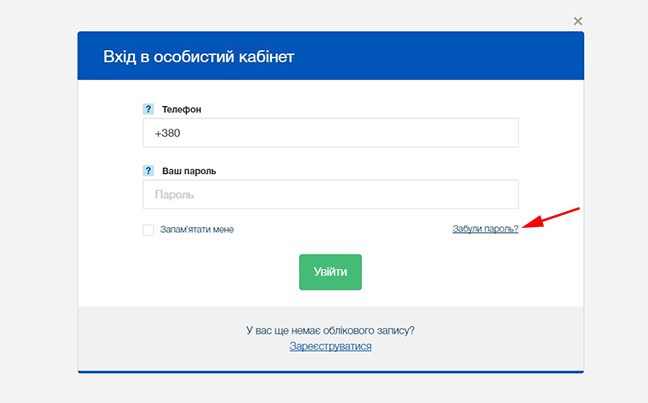 Вхід в особистий кабінет
? Телефон
+380
? Ваш пароль
Пароль
Запам'ятати мене
Забули пароль?
Увійти
У вас ще немає облікового запису?
Зареєструватися